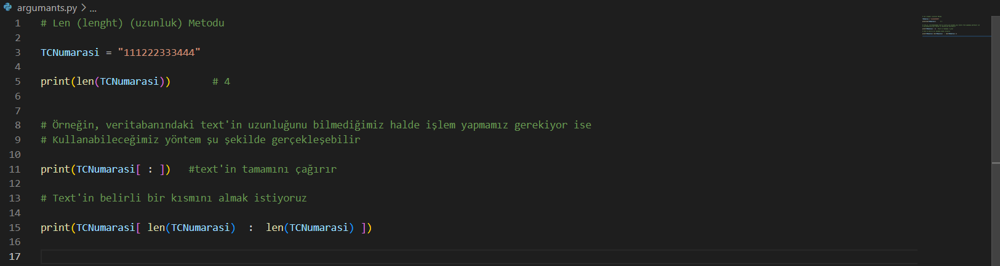 argumants.py > ...
1 # Len (lenght) (uzunluk) Metodu
2
3 TCNumarasi = "111222333444"
4
5 print(len(TCNumarasi))       # 4
6
7
8 # Örneğin, veritabanındaki text'in uzunluğunu bilmediğimiz halde işlem yapmamız gerekiyor ise
9 # Kullanabileceğimiz yöntem şu şekilde gerçekleşebilir
10
11 print(TCNumarasi[ : ])   #text'in tamamını çağırır
12
13 # Text'in belirli bir kısmını almak istiyoruz
14
15 print(TCNumarasi[ len(TCNumarasi)  :  len(TCNumarasi) ])
16
17